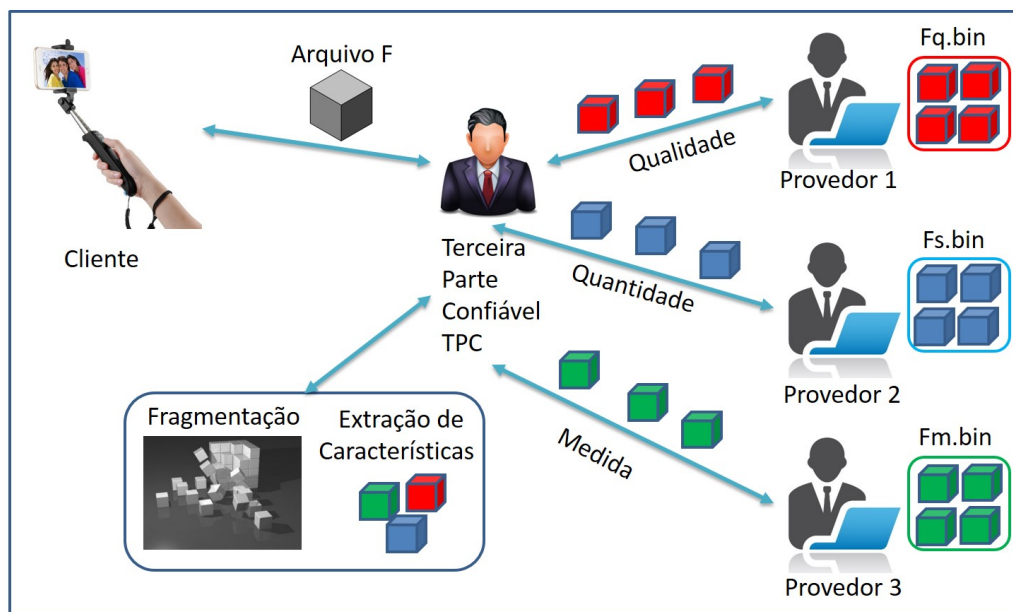 Arquivo F
Cliente
Terceira
Parte
Confiável
TPC
Fragmentação
Extração de
Características
Qualidade
Quantidade
Medida
Fq.bin
Provedor 1
Fs.bin
Provedor 2
Fm.bin
Provedor 3